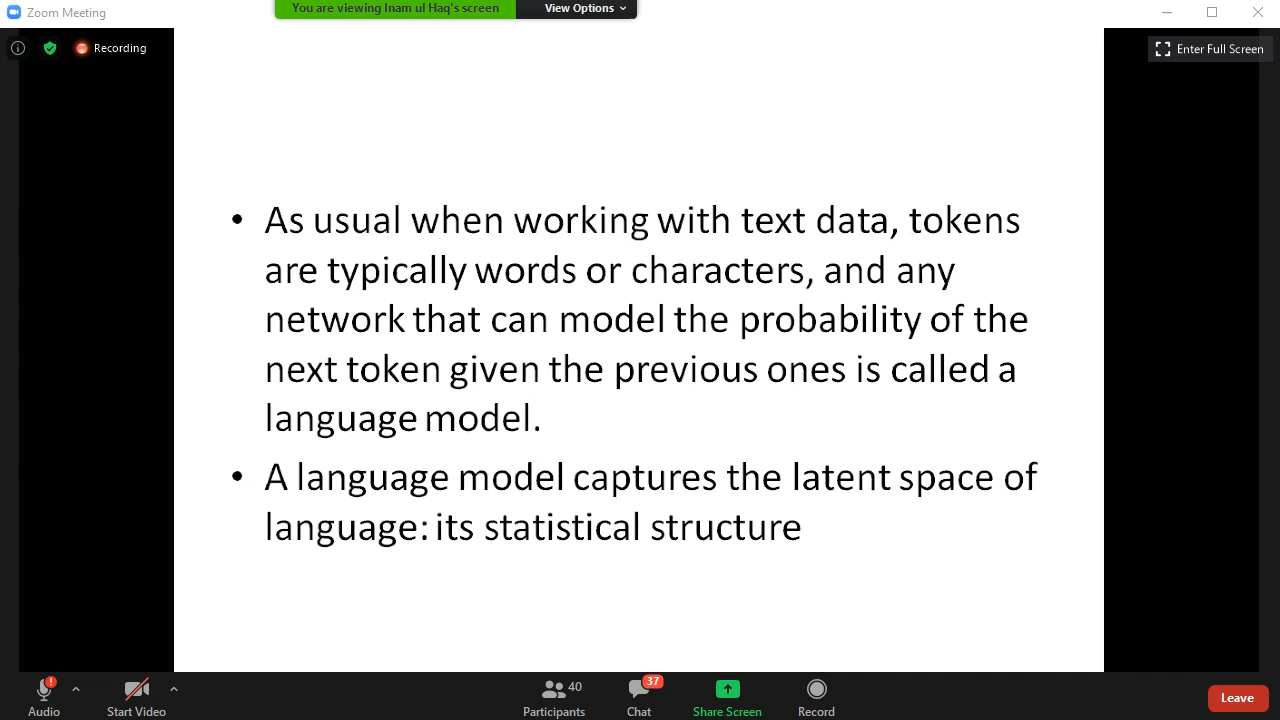 Zoom Meeting
You are viewing Inam ul Haq's screen
View Options
Recording
Enter Full Screen
• As usual when working with text data, tokens
are typically words or characters, and any
network that can model the probability of the
next token given the previous ones is called a
language model.
• A language model captures the latent space of
language: its statistical structure
40
37
Audio
Start Video
Participants
Chat
Share Screen
Record
Leave